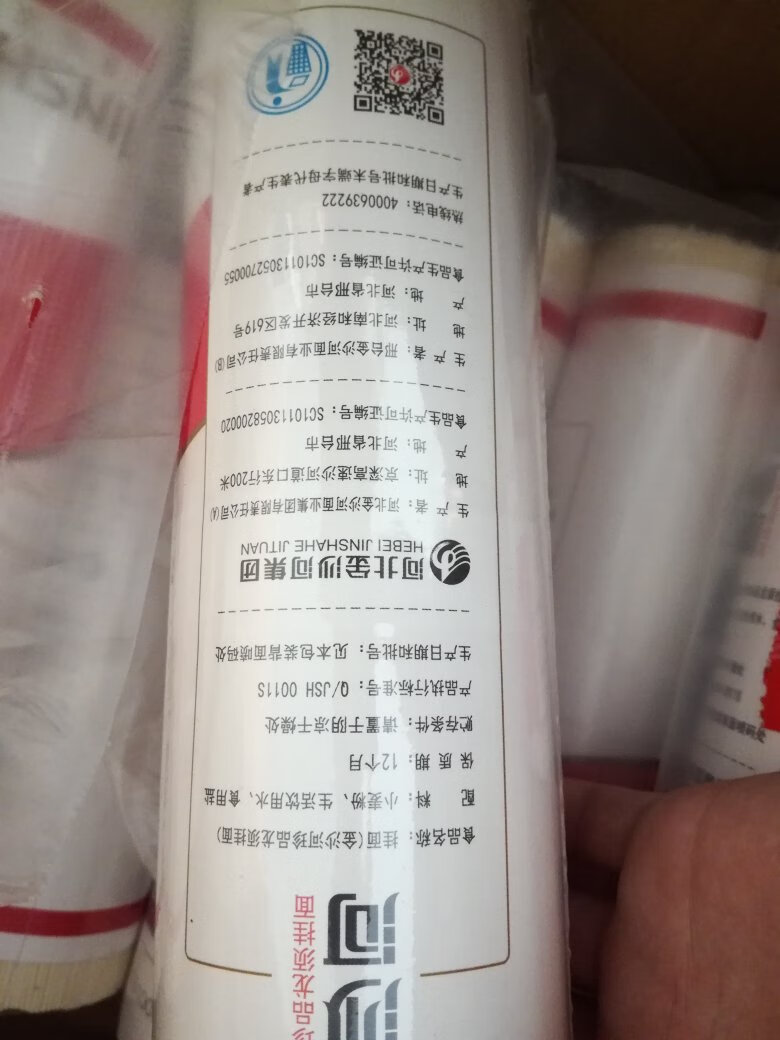 沙河
珍品龙须挂面
食品名称：挂面(金沙河珍品龙须挂面)
配 料：小麦粉、生活饮用水、食用盐
保 质 期：12个月
贮存条件：请置于阴凉干燥处
产品执行标准号：Q/JSH 0011S
生产日期和批号：见本包装背面喷码处
河北金沙河集团
HEBEI JINSHAHE JITUAN
生 产 者：河北金沙河面业集团有限责任公司(A)
地 址：京深高速沙河道口东行200米
产 地：河北省邢台市
食品生产许可证编号：SC10113058200020
生 产 者：邢台金沙河面业有限责任公司(B)
地 址：河北南和经济开发区619号
产 地：河北省邢台市
食品生产许可证编号：SC10113052700055
热线电话：4000639222
生产日期和批号末端字母代表生产者